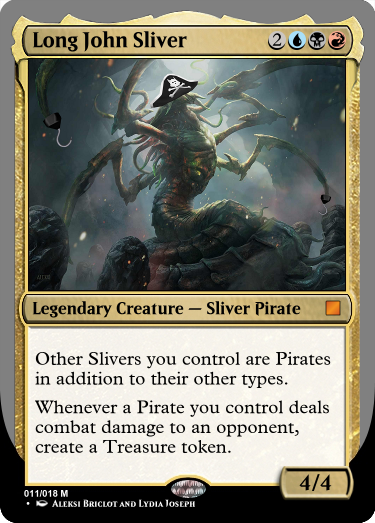 Long John Sliver 2
Legendary Creature — Sliver Pirate
Other Slivers you control are Pirates
in addition to their other types.
Whenever a Pirate you control deals
combat damage to an opponent,
create a Treasure token.
4/4
011/018 M
• Aleksi Briclot and Lydia Joseph